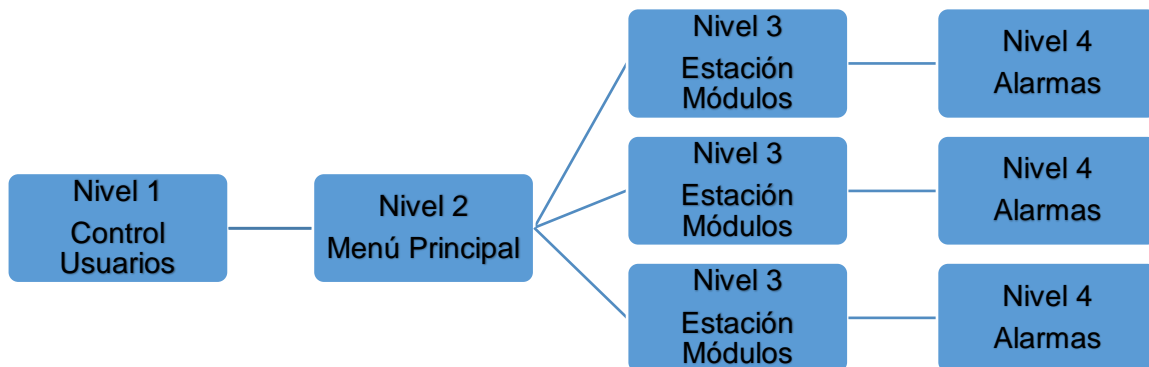 Nivel 1
Control
Usuarios
Nivel 2
Menú Principal
Nivel 3
Estación
Módulos
Nivel 4
Alarmas
Nivel 3
Estación
Módulos
Nivel 4
Alarmas
Nivel 3
Estación
Módulos
Nivel 4
Alarmas